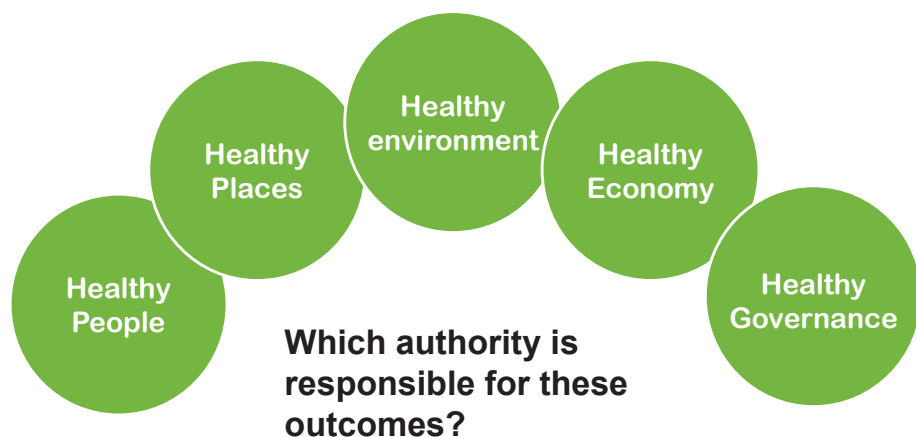 Healthy
People
Healthy
Places
Healthy
environment
Healthy
Economy
Healthy
Governance
Which authority is
responsible for these
outcomes?